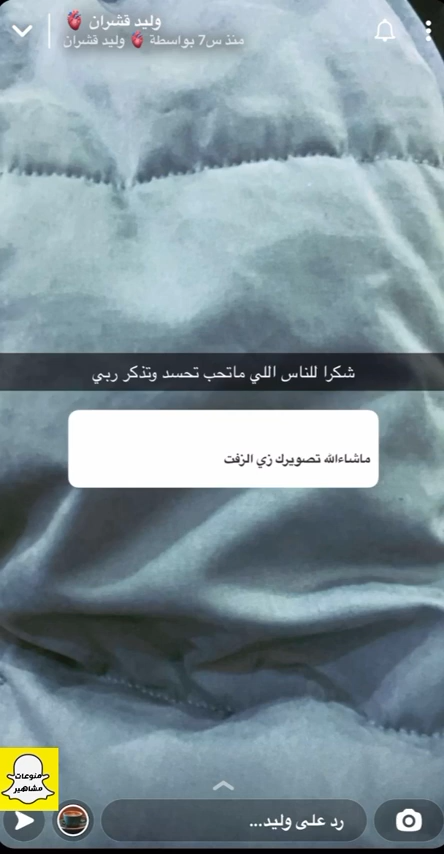 وليد قشران 🫀
منذ س7 بواسطة 🫀 وليد قشران
شكرا للناس اللي ماتحب تحسد وتذكر ربي
ماشاءالله تصويرك زي الزفت
منوعات
مشاهير
رد على وليد...